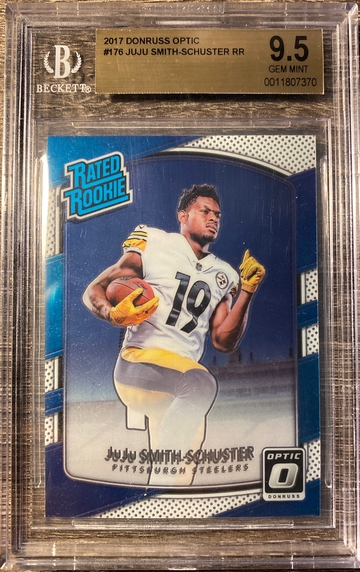 2017 DONRUSS OPTIC
#176 JUJU SMITH-SCHUSTER RR
9.5
GEM MINT
0011807370
B
BECKETT
RATED
ROOKIE
19
JUJU SMITH-SCHUSTER
PITTSBURGH STEELERS
OPTIC
DONRUSS